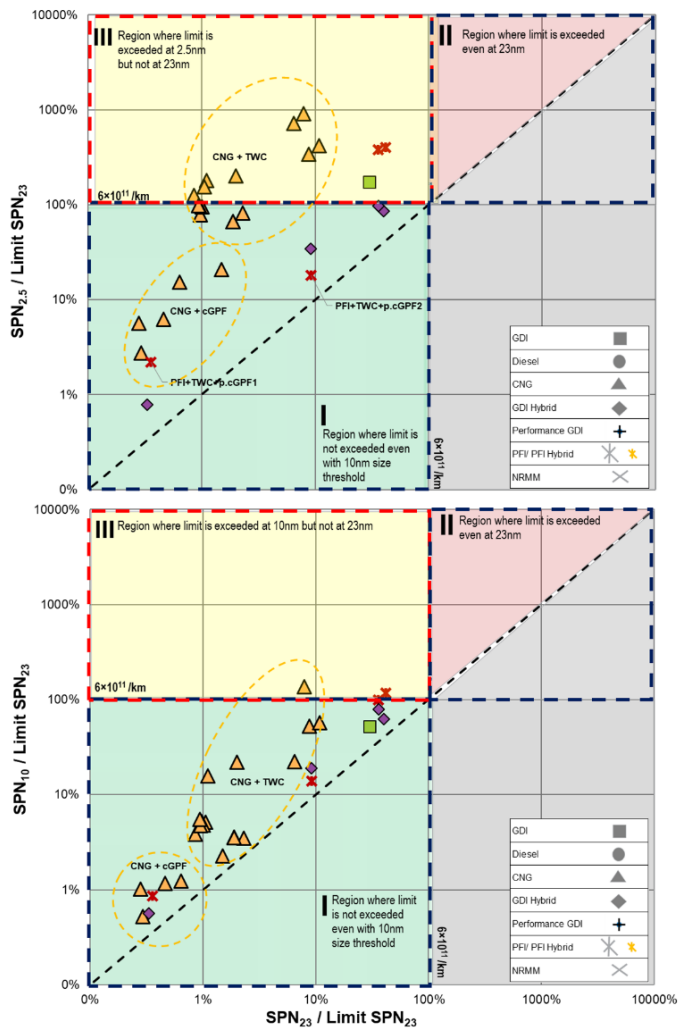 10000%
1000%
100%
10%
1%
0%
SPN2.5 / Limit SPN23
III Region where limit is
exceeded at 2.5nm
but not at 23nm
II Region where limit is exceeded
even at 23nm
CNG + TWC
6×10¹¹/km
CNG + cGPF
PFI+TWC+p.cGPF2
PFI+TWC+p.cGPF1
I
Region where limit is
not exceeded even
with 10nm size
threshold
6×10¹¹/km
GDI
Diesel
CNG
GDI Hybrid
Performance GDI
PFI/ PFI Hybrid
NRMM
10000%
1000%
100%
10%
1%
0%
SPN10 / Limit SPN23
III Region where limit is exceeded at 10nm but not at 23nm
II Region where limit is exceeded
even at 23nm
6×10¹¹/km
CNG + TWC
CNG + cGPF
I Region where limit
is not exceeded
even with 10nm
size threshold
6×10¹¹/km
GDI
Diesel
CNG
GDI Hybrid
Performance GDI
PFI/ PFI Hybrid
NRMM
0% 1% 10% 100% 1000% 10000%
SPN23 / Limit SPN23